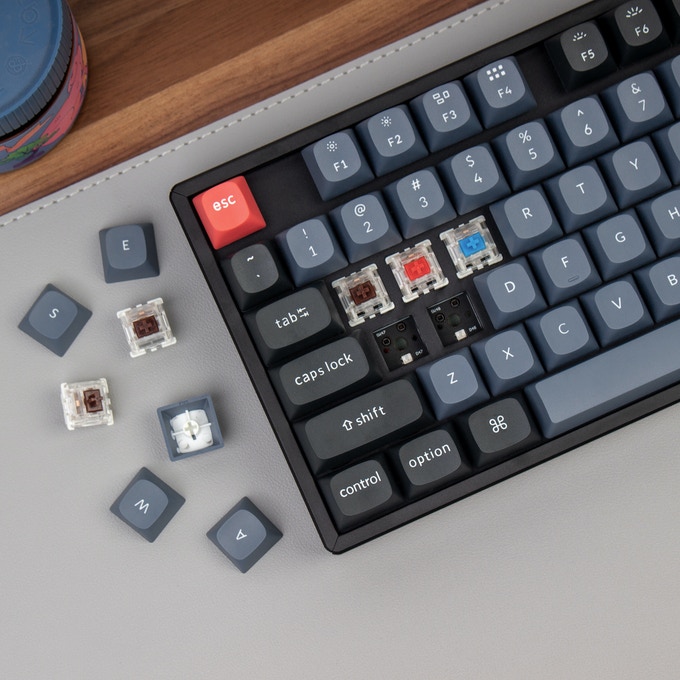 F5
F6
F1
F2
F3
F4
esc
~
`
!
1
@
2
#
3
$
4
%
5
^
6
&
7
tab
R
T
Y
caps lock
D
F
G
H
shift
Z
X
C
V
B
control
option
⌘
E
S
W
A